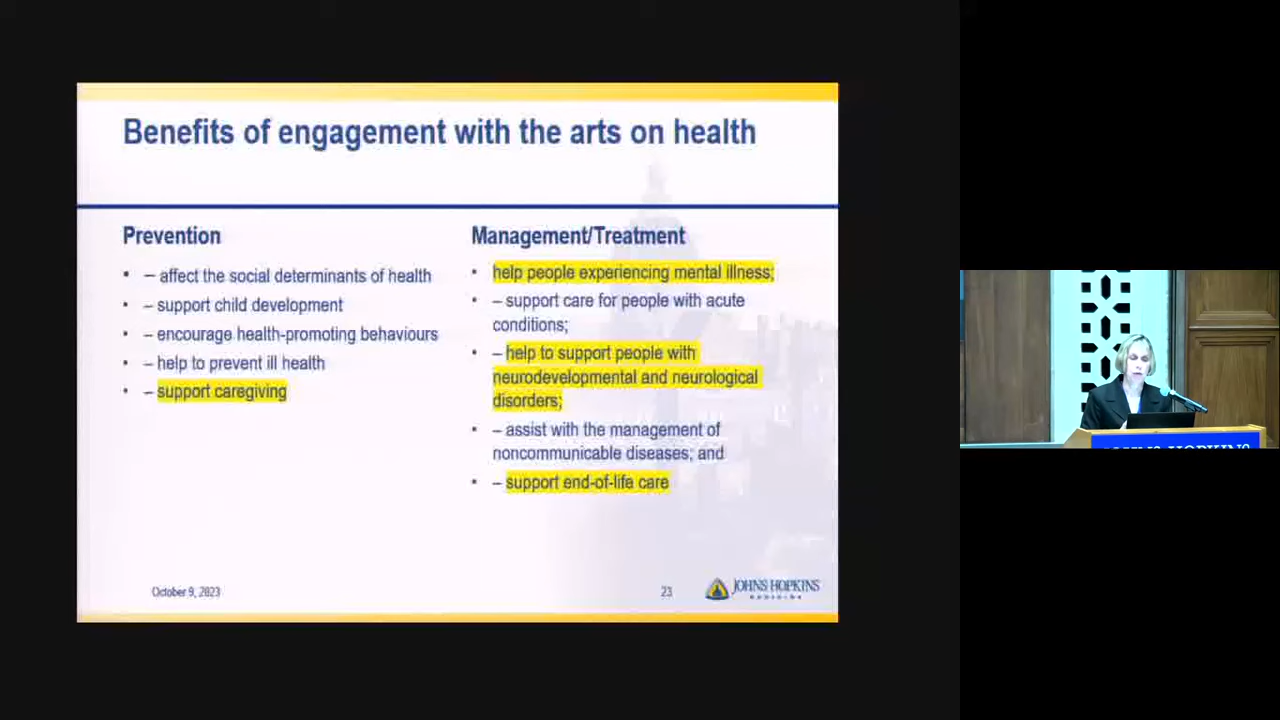 Benefits of engagement with the arts on health
Prevention
• – affect the social determinants of health
• – support child development
• – encourage health-promoting behaviours
• – help to prevent ill health
• – support caregiving
Management/Treatment
• help people experiencing mental illness;
• – support care for people with acute
conditions;
• – help to support people with
neurodevelopmental and neurological
disorders;
• – assist with the management of
noncommunicable diseases; and
• – support end-of-life care
October 9, 2023
23
JOHNS HOPKINS
MEDICINE
JOHNS HOPKINS